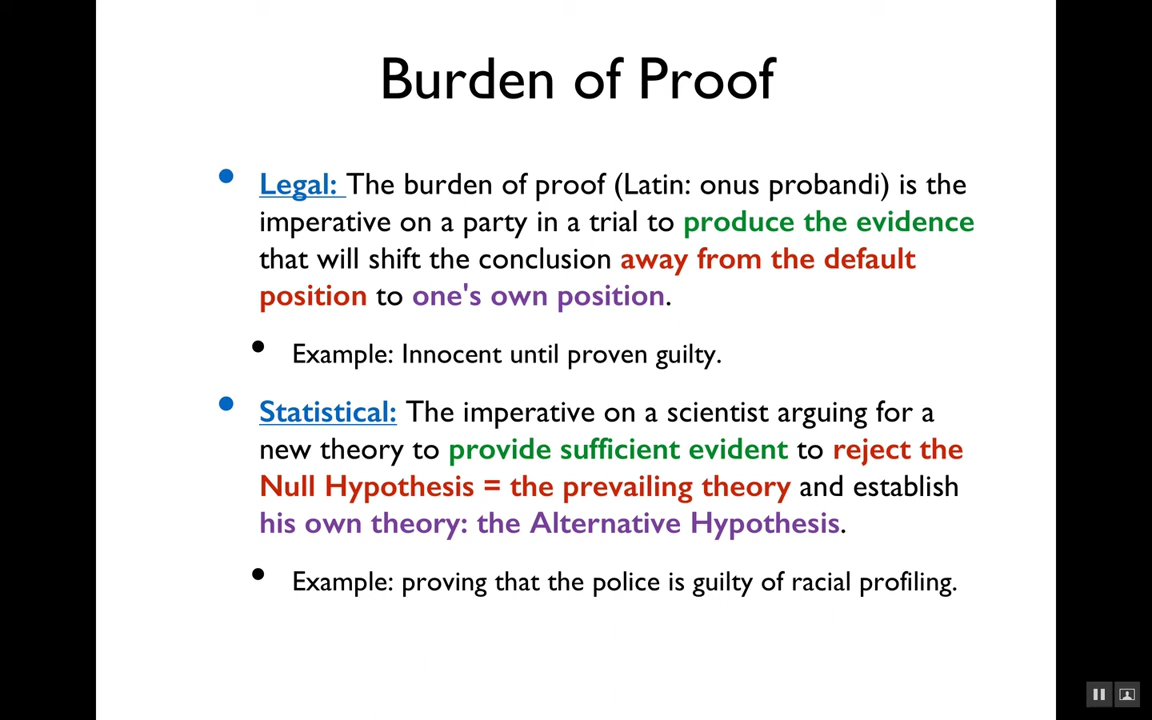 Burden of Proof
• Legal: The burden of proof (Latin: onus probandi) is the
imperative on a party in a trial to produce the evidence
that will shift the conclusion away from the default
position to one's own position.
• Example: Innocent until proven guilty.
• Statistical: The imperative on a scientist arguing for a
new theory to provide sufficient evident to reject the
Null Hypothesis = the prevailing theory and establish
his own theory: the Alternative Hypothesis.
• Example: proving that the police is guilty of racial profiling.